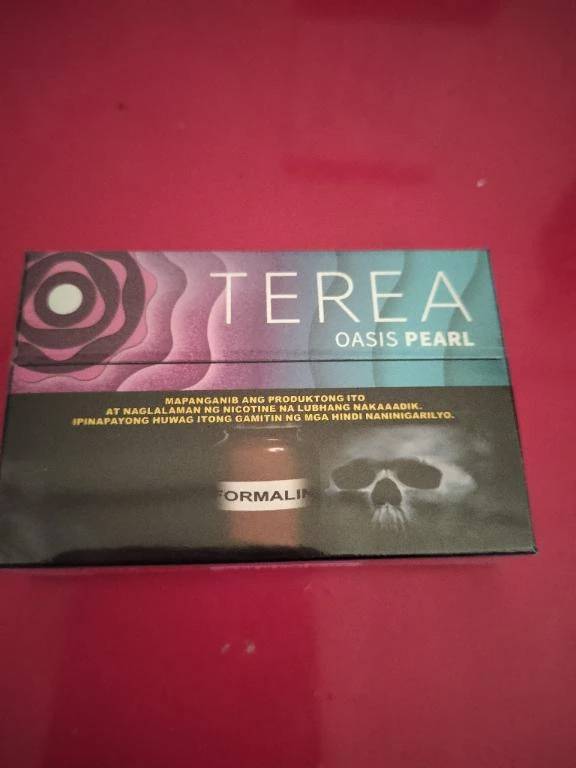 TEREA
OASIS PEARL
MAPANGANIB ANG PRODUKTONG ITO
AT NAGLALAMAN NG NICOTINE NA LUBHANG NAKAAADIK.
IPINAPAYONG HUWAG ITONG GAMITIN NG MGA HINDI NANINIGARILYO.
FORMALIN